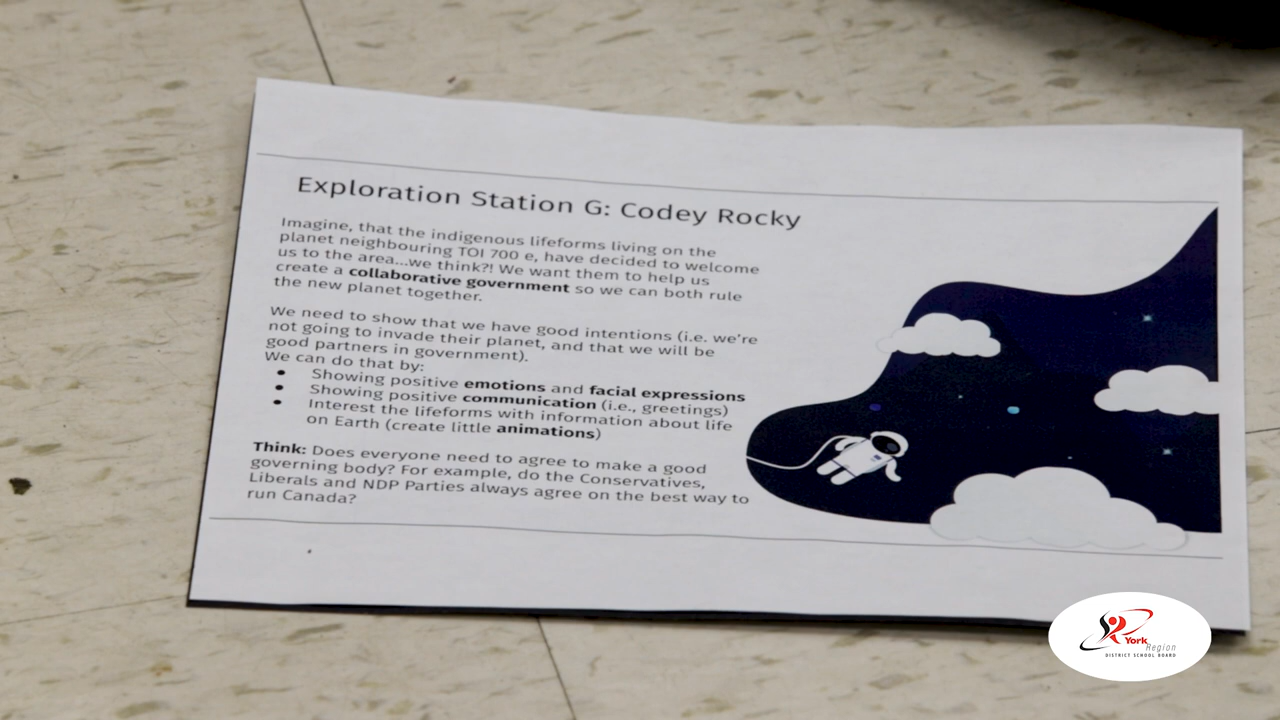 Exploration Station G: Codey Rocky
Imagine, that the indigenous lifeforms living on the
planet neighbouring TOI 700 e, have decided to welcome
us to the area...we think?! We want them to help us
create a collaborative government so we can both rule
the new planet together.
We need to show that we have good intentions (i.e. we're
not going to invade their planet, and that we will be
good partners in government).
We can do that by:
• Showing positive emotions and facial expressions
• Showing positive communication (i.e., greetings)
• Interest the lifeforms with information about life
on Earth (create little animations)
Think: Does everyone need to agree to make a good
governing body? For example, do the Conservatives,
Liberals and NDP Parties always agree on the best way to
run Canada?
York
Region
DISTRICT SCHOOL BOARD